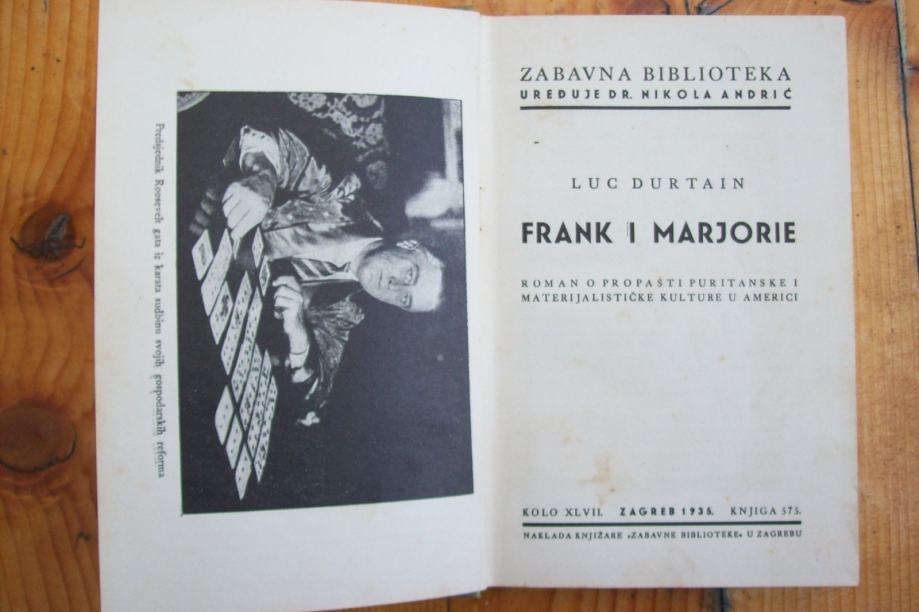 Predsjednik Roosevelt gata iz karata sudbinu svojih gospodarskih reforma
ZABAVNA BIBLIOTEKA
UREĐUJE DR. NIKOLA ANDRIĆ
LUC DURTAIN
FRANK I MARJORIE
ROMAN O PROPASTI PURITANSKE I
MATERIJALISTIČKE KULTURE U AMERICI
KOLO XLVII. ZAGREB 1935. KNJIGA 575.
NAKLADA KNJIŽARE »ZABAVNE BIBLIOTEKE« U ZAGREBU